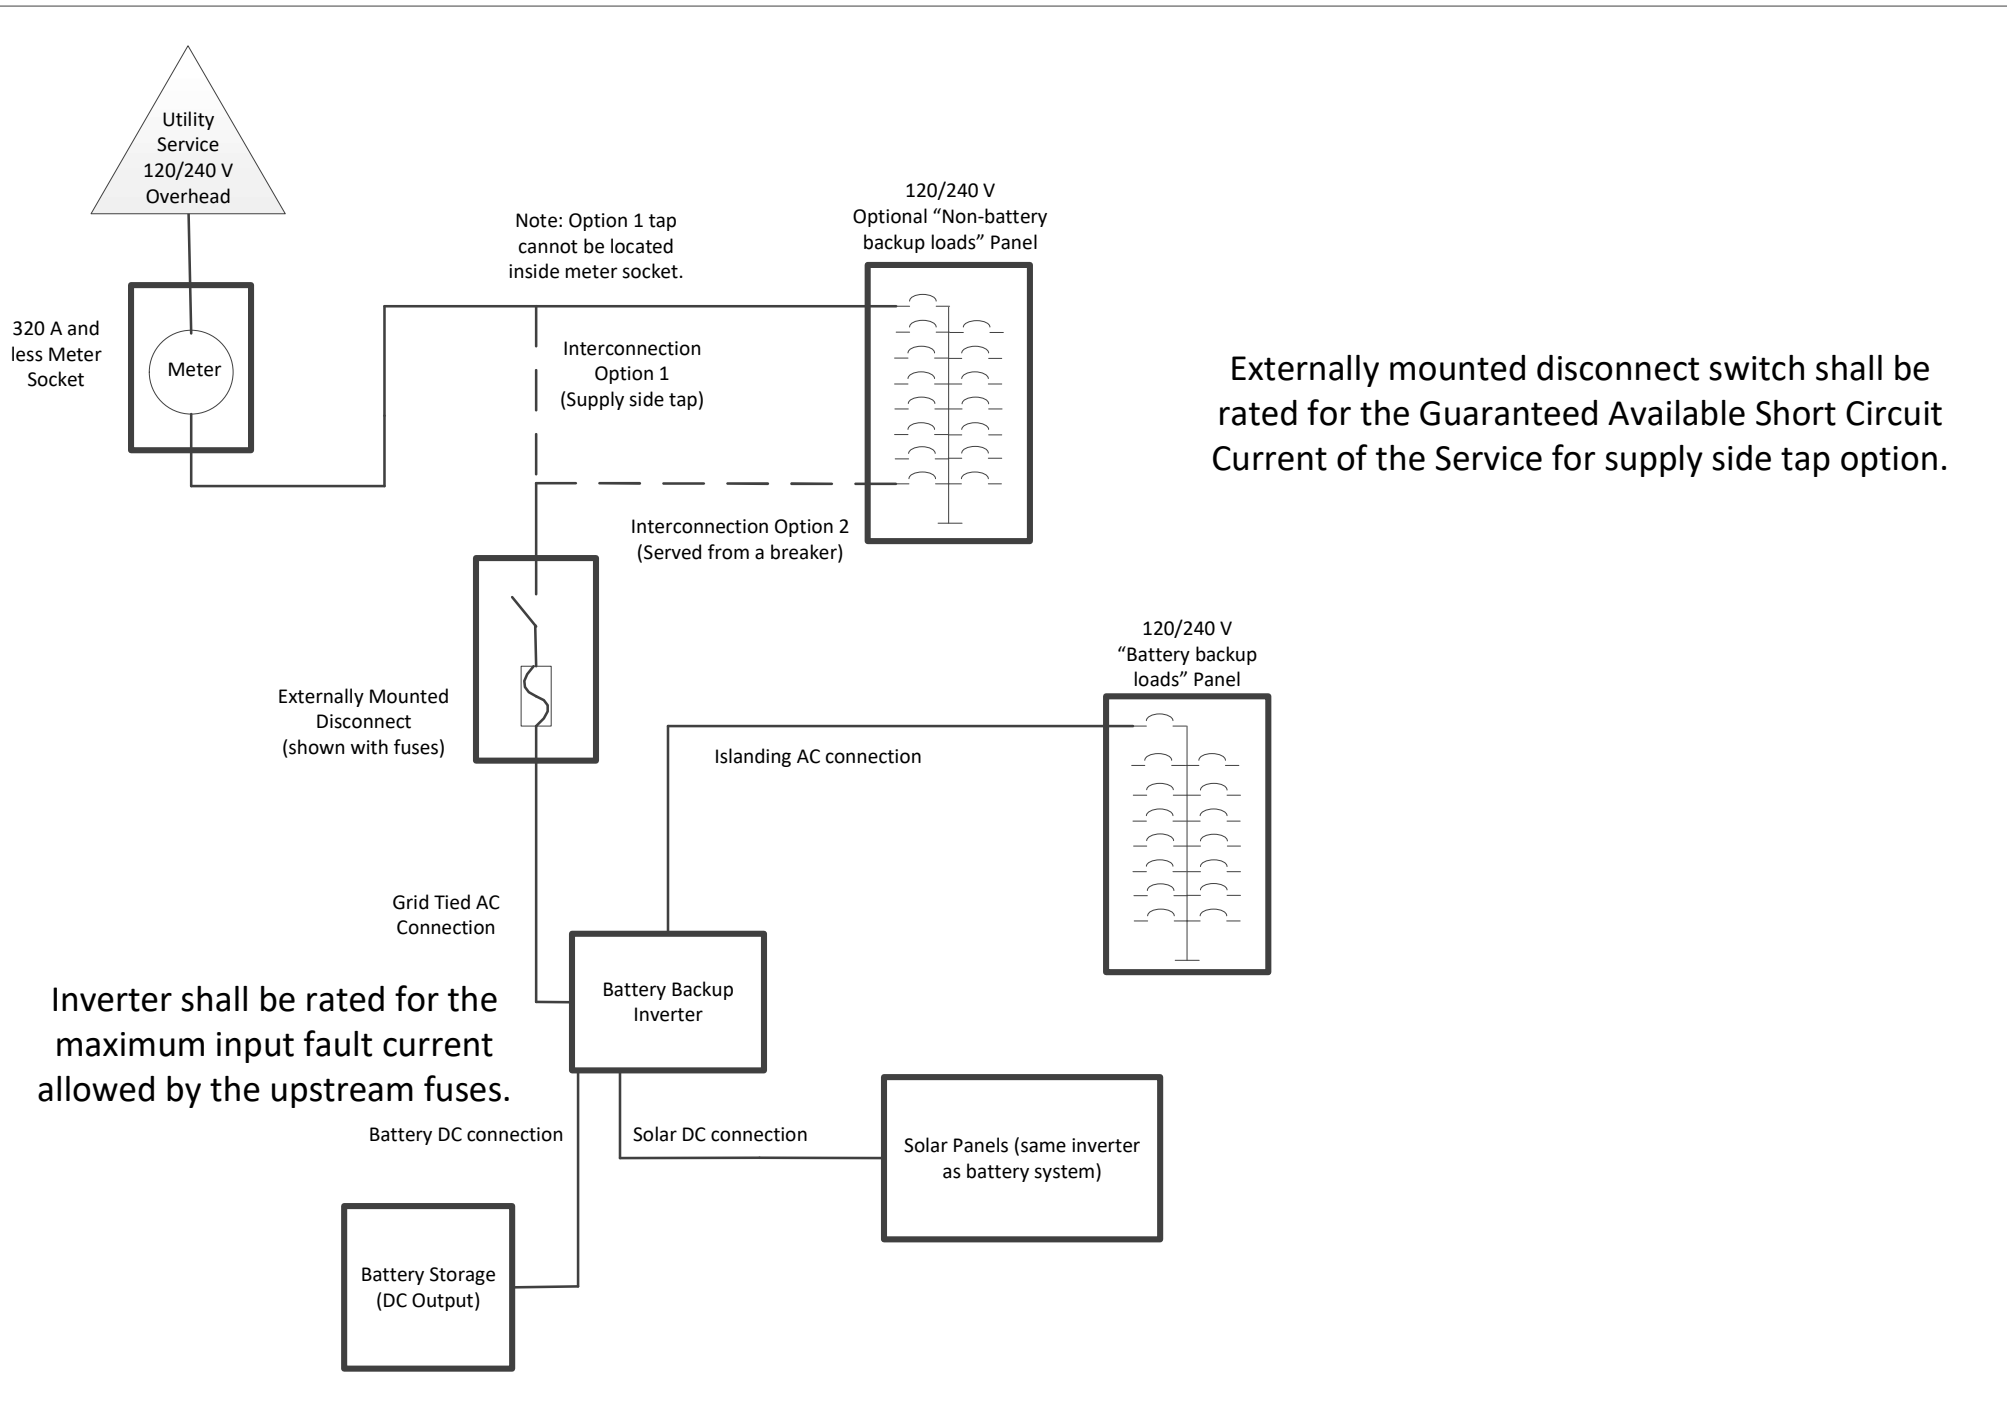 Utility
Service
120/240 V
Overhead
320 A and
less Meter
Socket
Meter
Note: Option 1 tap
cannot be located
inside meter socket.
120/240 V
Optional “Non-battery
backup loads” Panel
Interconnection
Option 1
(Supply side tap)
Externally mounted disconnect switch shall be
rated for the Guaranteed Available Short Circuit
Current of the Service for supply side tap option.
Interconnection Option 2
(Served from a breaker)
Externally Mounted
Disconnect
(shown with fuses)
120/240 V
“Battery backup
loads” Panel
Islanding AC connection
Grid Tied AC
Connection
Inverter shall be rated for the
maximum input fault current
allowed by the upstream fuses.
Battery Backup
Inverter
Battery DC connection
Solar DC connection
Solar Panels (same inverter
as battery system)
Battery Storage
(DC Output)